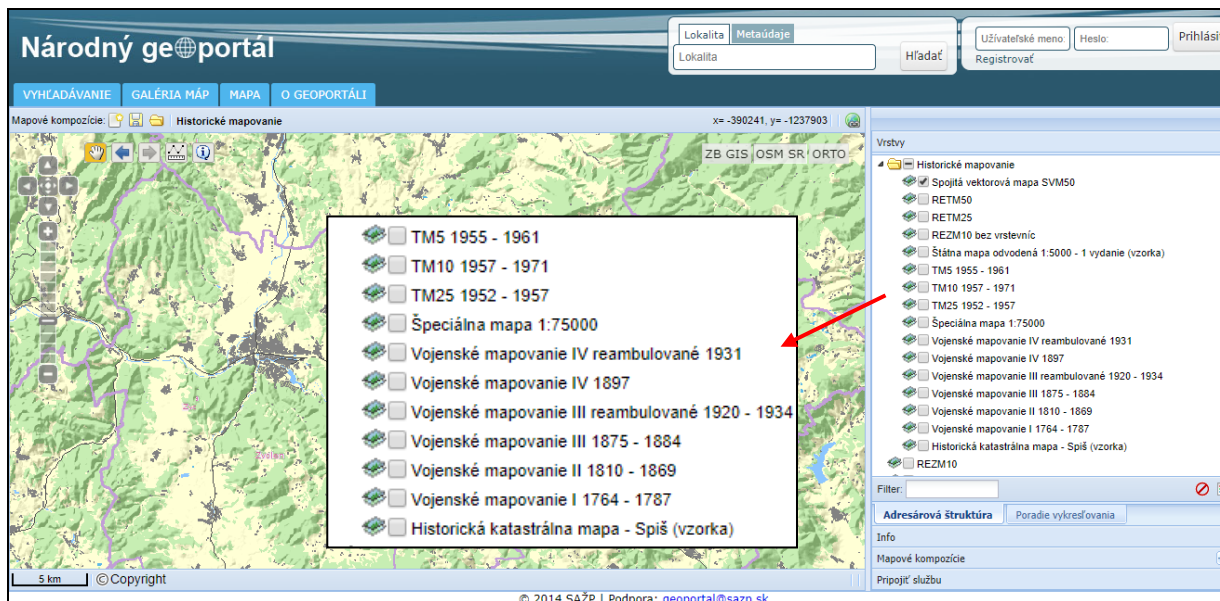 Národný geoportál
Lokalita Metaúdaje
Lokalita
Hľadať
Užívateľské meno: Heslo:
Registrovať
VYHĽADÁVANIE GALÉRIA MÁP MAPA O GEOPORTÁLI
Mapové kompozície: Historické mapovanie x= -390241, y= -1237903
ZB GIS OSM SR ORTO
TM5 1955 - 1961
TM10 1957 - 1971
TM25 1952 - 1957
Špeciálna mapa 1:75000
Vojenské mapovanie IV reambulované 1931
Vojenské mapovanie IV 1897
Vojenské mapovanie III reambulované 1920 - 1934
Vojenské mapovanie III 1875 - 1884
Vojenské mapovanie II 1810 - 1869
Vojenské mapovanie I 1764 - 1787
Historická katastrálna mapa - Spiš (vzorka)
Zvolen
5 km ©Copyright
Vrstvy
Historické mapovanie
Spojitá vektorová mapa SVM50
RETM50
RETM25
REZM10 bez vrstevníc
Štátna mapa odvodená 1:5000 - 1 vydanie (vzorka)
TM5 1955 - 1961
TM10 1957 - 1971
TM25 1952 - 1957
Špeciálna mapa 1:75000
Vojenské mapovanie IV reambulované 1931
Vojenské mapovanie IV 1897
Vojenské mapovanie III reambulované 1920 - 1934
Vojenské mapovanie III 1875 - 1884
Vojenské mapovanie II 1810 - 1869
Vojenské mapovanie I 1764 - 1787
Historická katastrálna mapa - Spiš (vzorka)
REZM10
Filter:
Adresárová štruktúra Poradie vykresľovania
Info
Mapové kompozície
Pripojiť službu
© 2014 SAŽP | Podpora: geoportal@sazp.sk